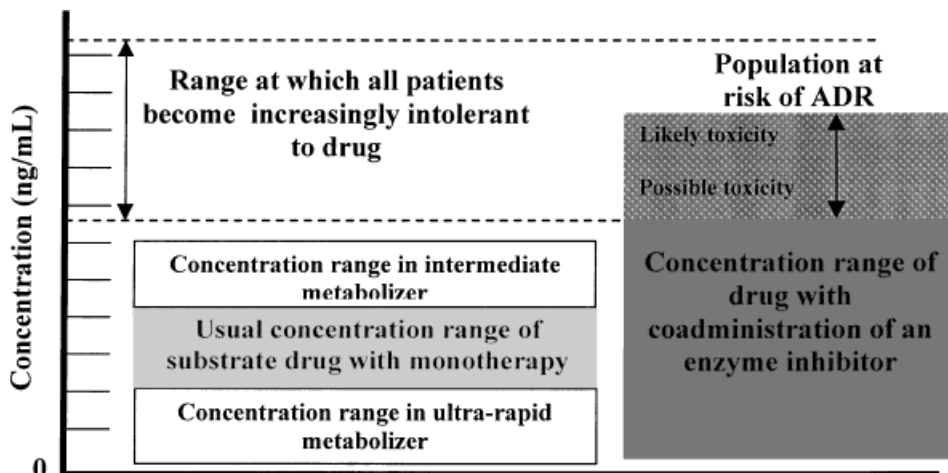 Concentration (ng/mL)
0
Range at which all patients
become increasingly intolerant
to drug
Population at
risk of ADR
Likely toxicity
Possible toxicity
Concentration range in intermediate
metabolizer
Usual concentration range of
substrate drug with monotherapy
Concentration range in ultra-rapid
metabolizer
Concentration range of
drug with
coadministration of an
enzyme inhibitor